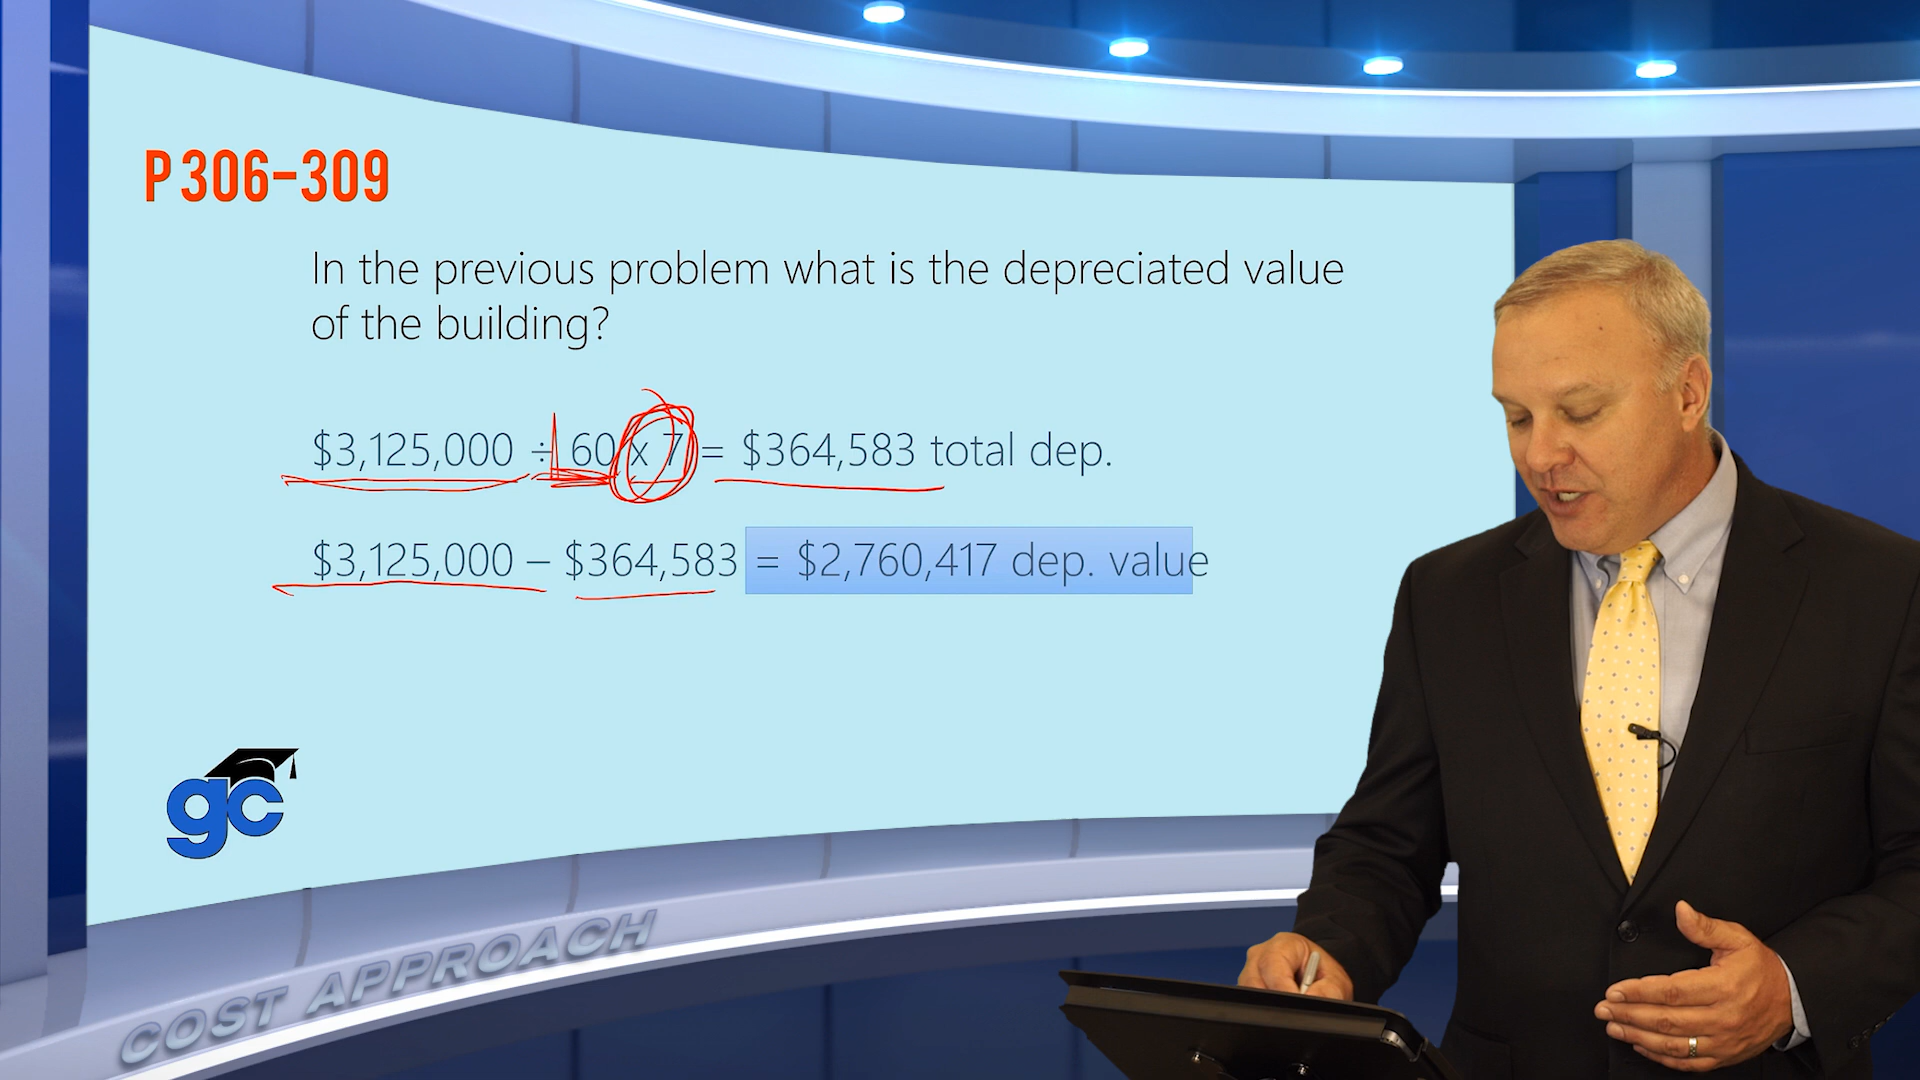 P 306-309
In the previous problem what is the depreciated value
of the building?
$3,125,000 ÷ 60 x 7 = $364,583 total dep.
$3,125,000 – $364,583 = $2,760,417 dep. value
gc
COST APPROACH